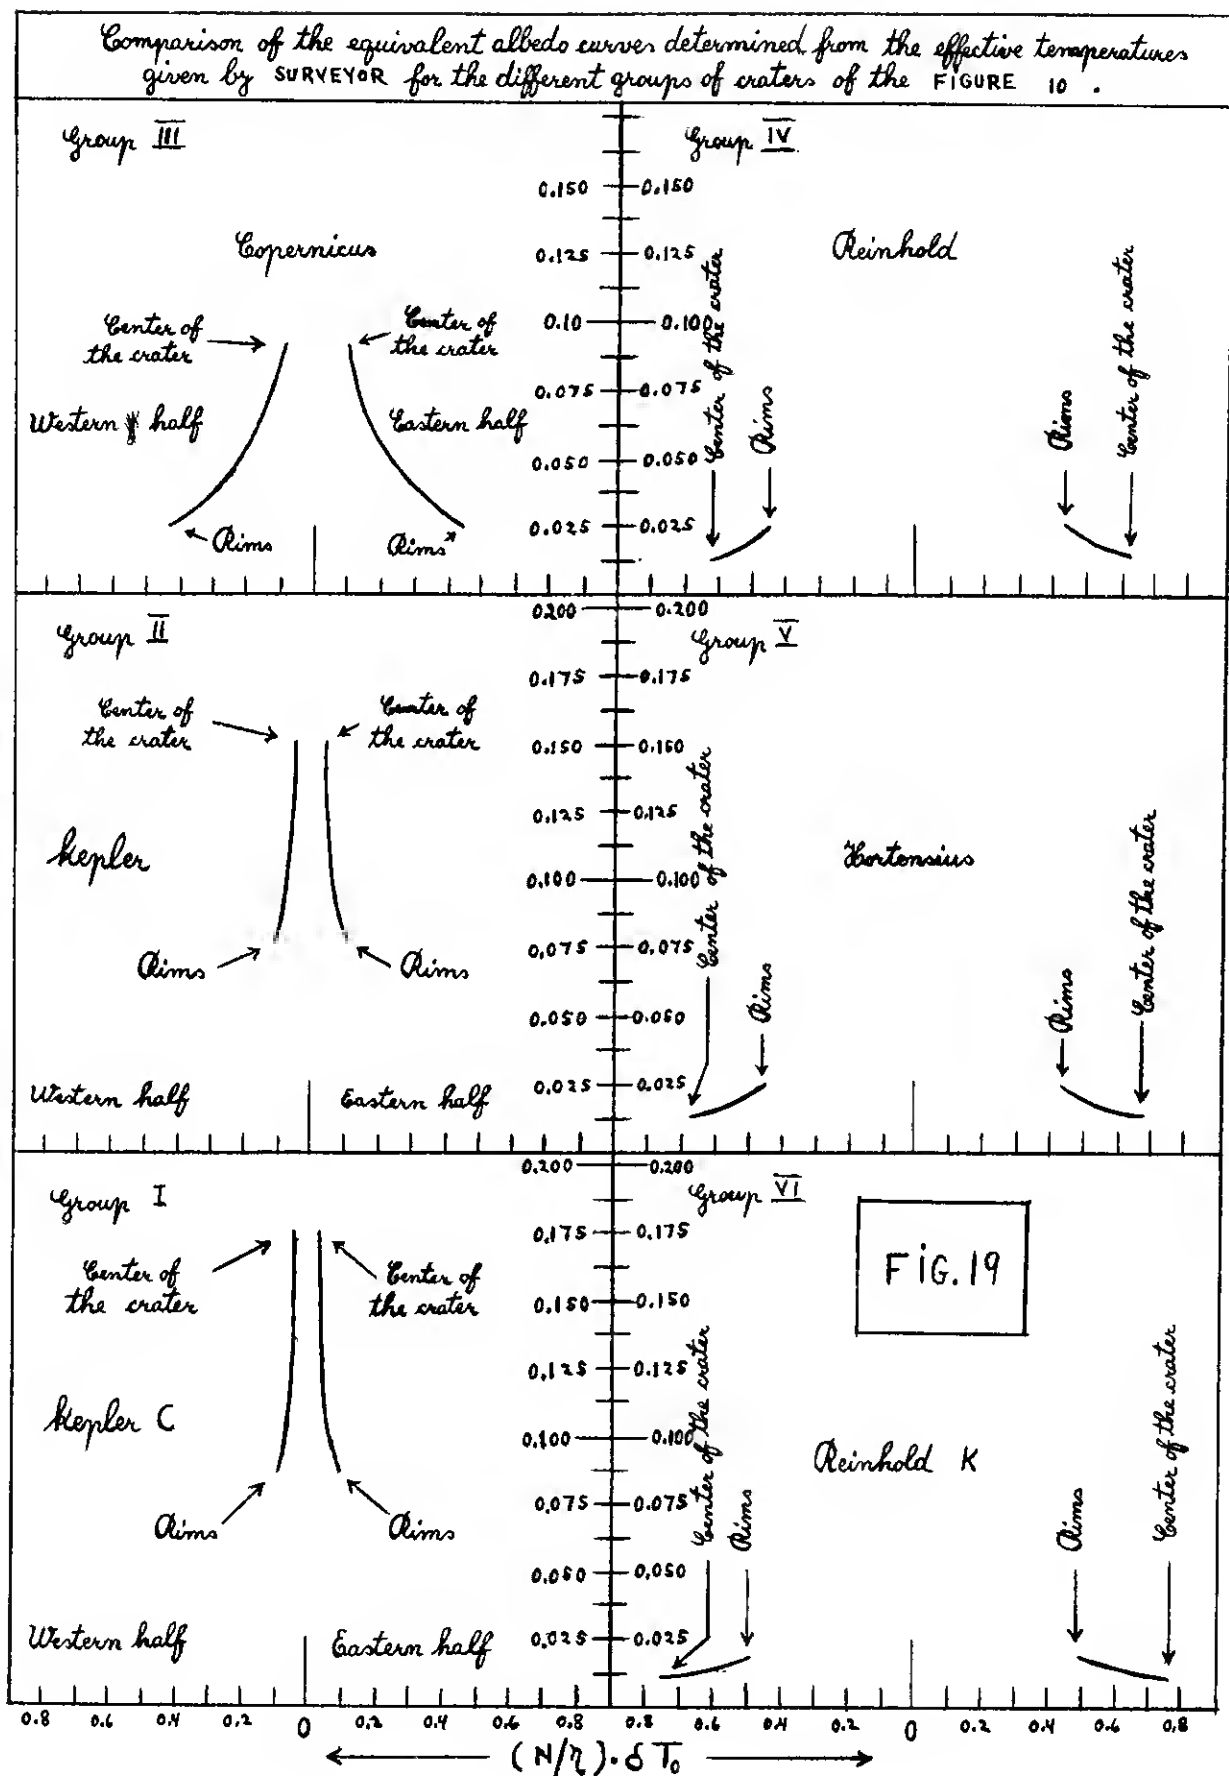 Comparison of the equivalent albedo curves determined from the effective temperatures
given by SURVEYOR for the different groups of craters of the FIGURE 10 .
Group III
Copernicus
Center of
the crater
Center of
the crater
Western half
Eastern half
Rims
Rims
0.150
0.125
0.10
0.075
0.050
0.025
Group IV
0.150
0.125
0.100
0.075
0.050
0.025
Reinhold
Center of the crater
Rims
Rims
Center of the crater
Group II
Center of
the crater
Center of
the crater
Kepler
Rims
Rims
Western half
Eastern half
0.200
0.175
0.150
0.125
0.100
0.075
0.050
0.025
Group V
0.200
0.175
0.150
0.125
0.100
0.075
0.050
0.025
Hortensius
Center of the crater
Rims
Rims
Center of the crater
Group I
Center of
the crater
Center of
the crater
Kepler C
Rims
Rims
Western half
Eastern half
0.200
0.175
0.150
0.125
0.100
0.075
0.050
0.025
Group VI
0.200
0.175
0.150
0.125
0.100
0.075
0.050
0.025
FIG.19
Reinhold K
Center of the crater
Rims
Rims
Center of the crater
0.8 0.6 0.4 0.2 0 0.2 0.4 0.6 0.8 0.6 0.4 0.2 0 0.2 0.4 0.6 0.8
(N/η).δT₀